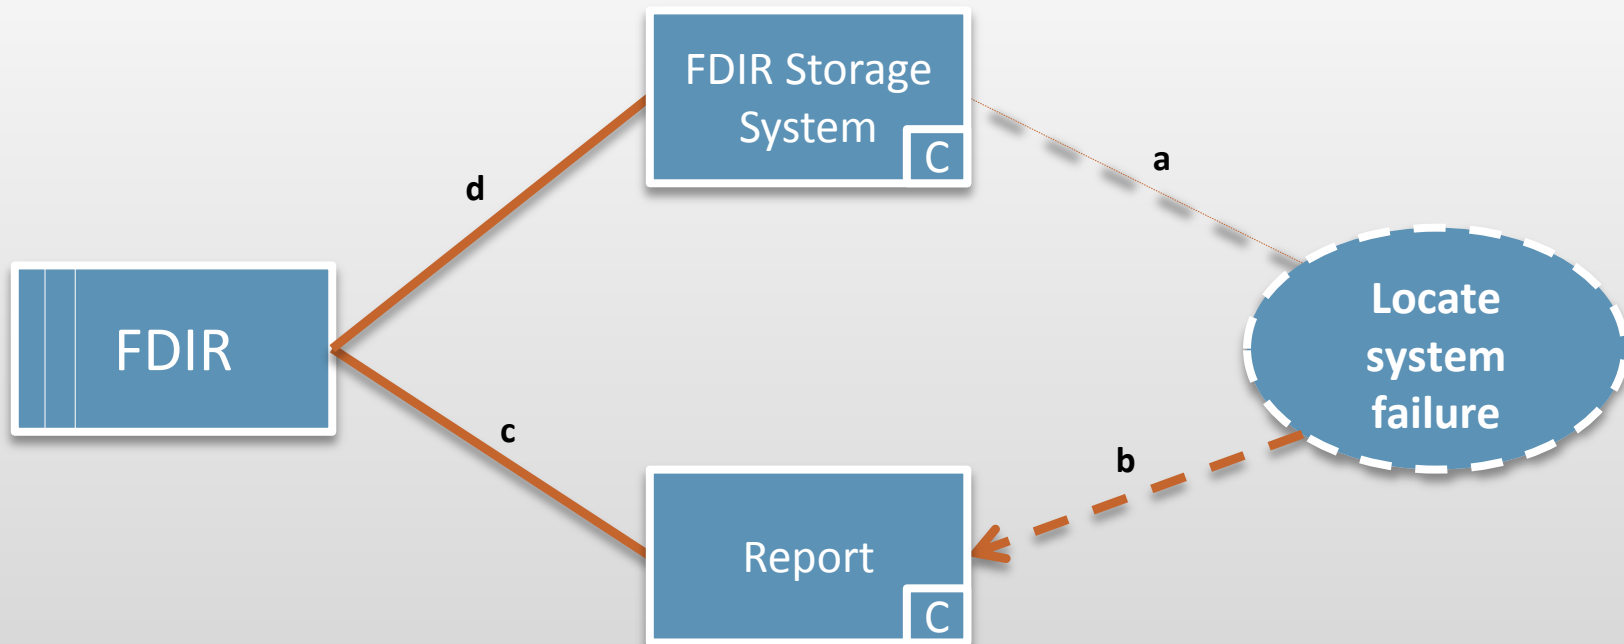 FDIR Storage
System
C
a
d
Locate
system
failure
FDIR
c
b
Report
C